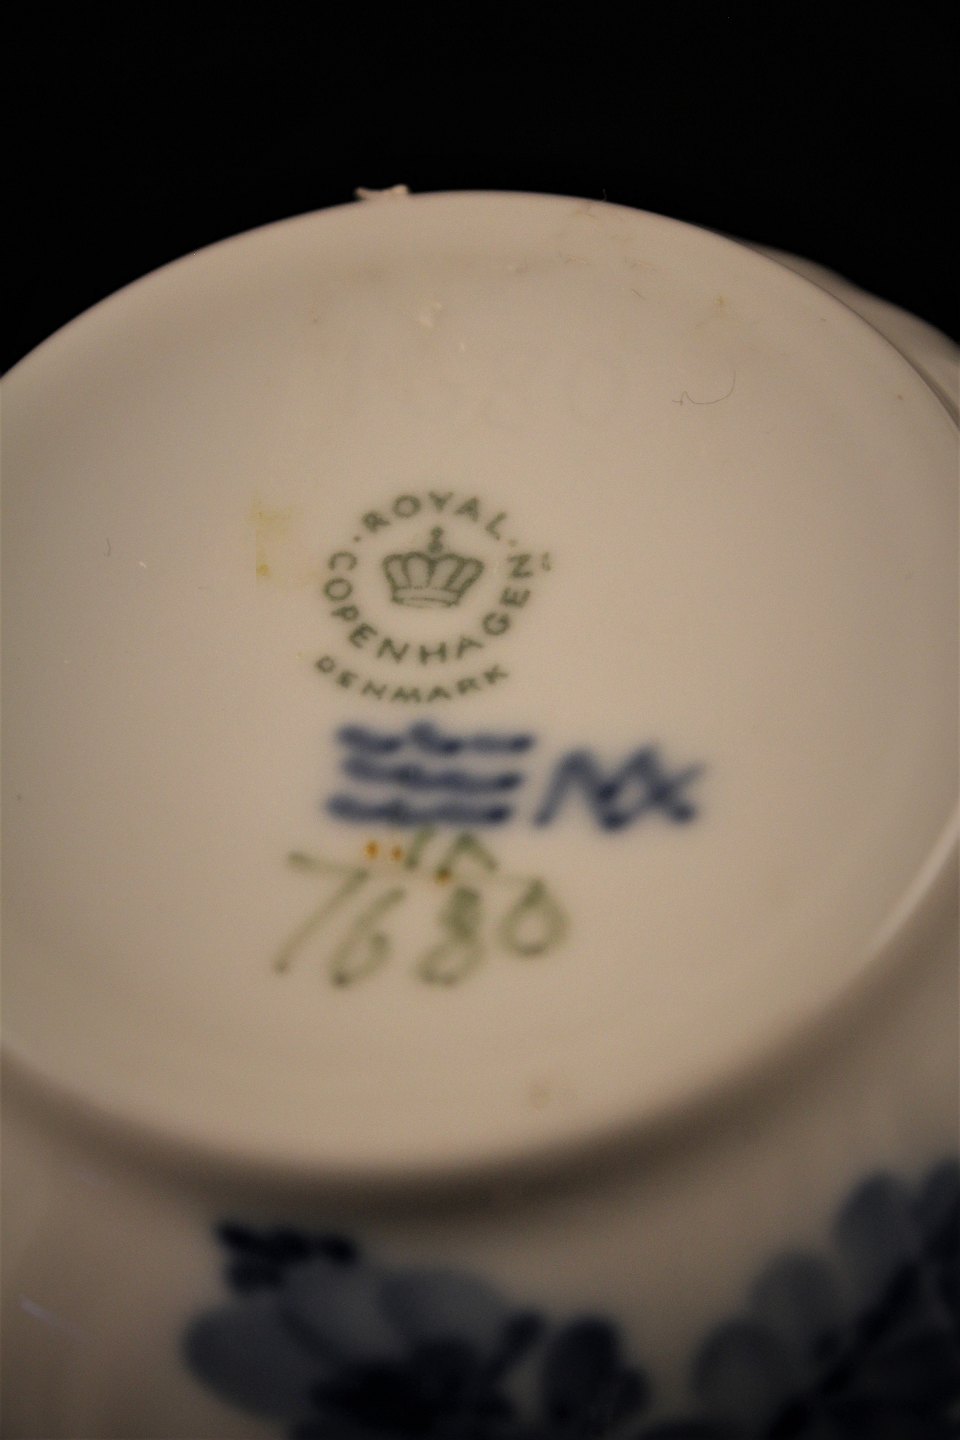 ROYAL
COPENHAGEN
DENMARK
7680